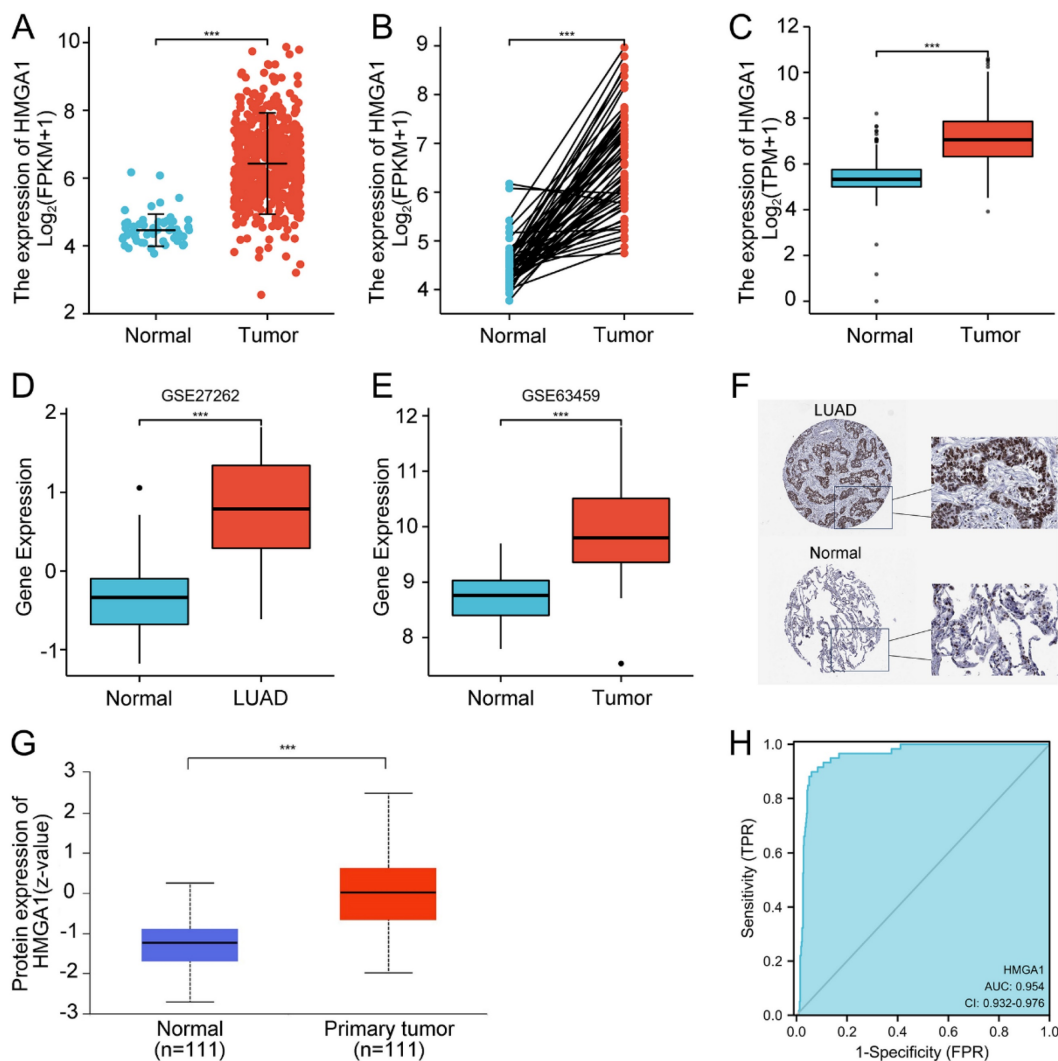 A
The expression of HMGA1
Log₂(FPKM+1)
10
8
6
4
2
***
Normal
Tumor
B
The expression of HMGA1
Log₂(FPKM+1)
9
8
7
6
5
4
***
Normal
Tumor
C
The expression of HMGA1
Log₂(TPM+1)
12
10
8
6
4
2
0
***
Normal
Tumor
D
GSE27262
***
Gene Expression
2
1
0
-1
Normal
LUAD
E
GSE63459
***
Gene Expression
12
11
10
9
8
Normal
Tumor
F
LUAD
Normal
G
***
Protein expression of
HMGA1(z-value)
3
2
1
0
-1
-2
-3
Normal
(n=111)
Primary tumor
(n=111)
H
Sensitivity (TPR)
1.0
0.8
0.6
0.4
0.2
0.0
HMGA1
AUC: 0.954
CI: 0.932-0.976
0.0
0.2
0.4
0.6
0.8
1.0
1-Specificity (FPR)